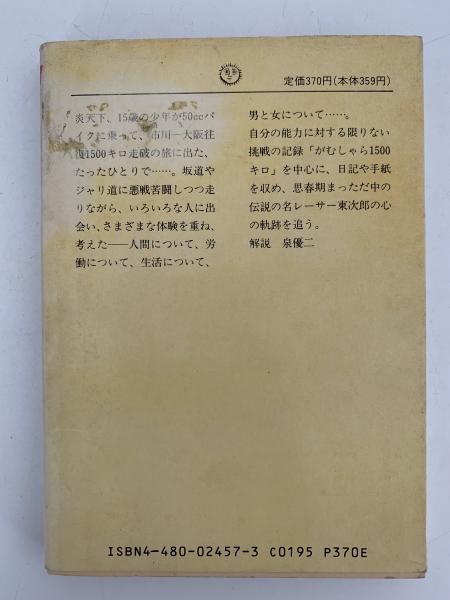 定価370円(本体359円)
炎天下、15歳の少年が50ccバ
イクに乗って、市川―大阪往
復1500キロ走破の旅に出た、
たったひとりで……。坂道や
ジャリ道に悪戦苦闘しつつ走
りながら、いろいろな人に出
会い、さまざまな体験を重ね、
考えた――人間について、労
働について、生活について、
男と女について……。
自分の能力に対する限りない
挑戦の記録「がむしゃら1500
キロ」を中心に、日記や手紙
を収め、思春期まっただ中の
伝説の名レーサー東次郎の心
の軌跡を追う。
解説 泉優二
ISBN4-480-02457-3 C0195 P370E